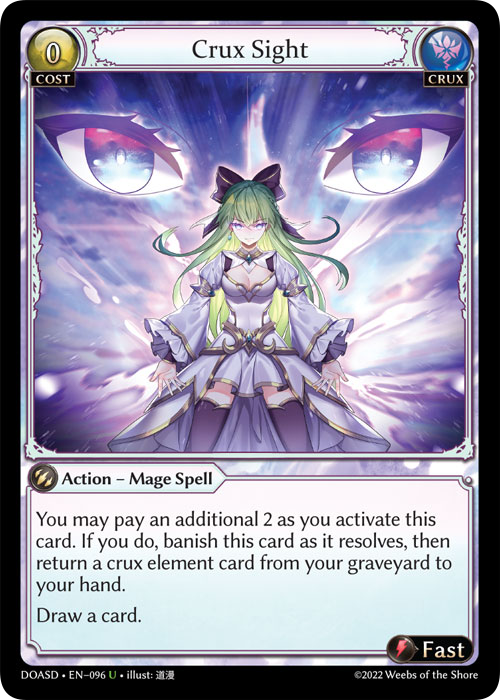 0
COST
Crux Sight
CRUX
Action – Mage Spell
You may pay an additional 2 as you activate this
card. If you do, banish this card as it resolves, then
return a crux element card from your graveyard to
your hand.
Draw a card.
Fast
DOASD • EN–096 U • illust: 道漫
©2022 Weebs of the Shore